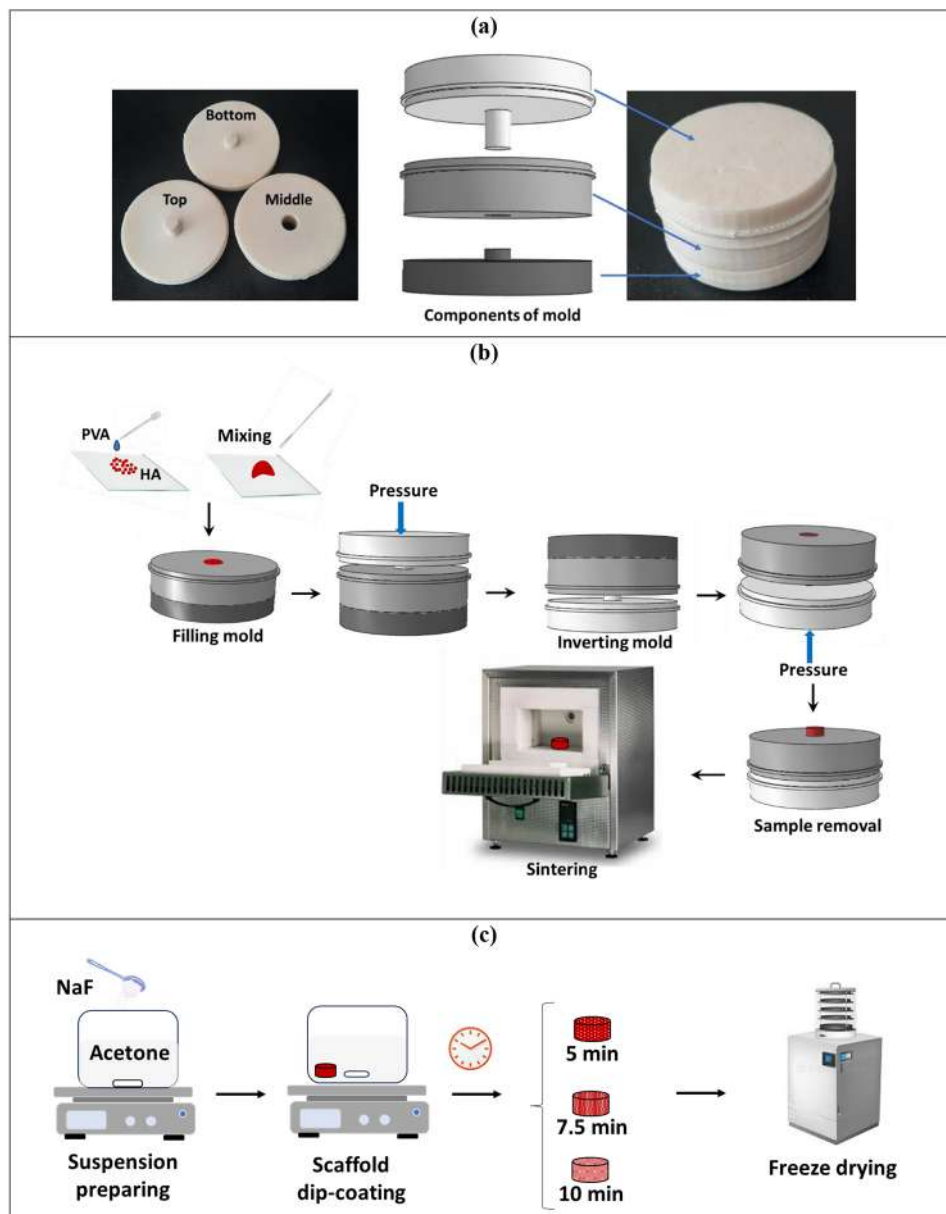 (a)
Bottom
Top
Middle
Components of mold
(b)
PVA
HA
Mixing
Pressure
Filling mold
Inverting mold
Pressure
Sample removal
Sintering
(c)
NaF
Acetone
Suspension
preparing
Scaffold
dip-coating
5 min
7.5 min
10 min
Freeze drying